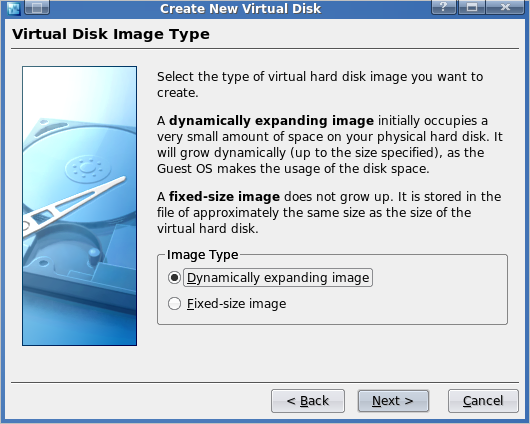 Create New Virtual Disk
Virtual Disk Image Type
Select the type of virtual hard disk image you want to
create.
A dynamically expanding image initially occupies a
very small amount of space on your physical hard disk. It
will grow dynamically (up to the size specified), as the
Guest OS makes the usage of the disk space.
A fixed-size image does not grow up. It is stored in the
file of approximately the same size as the size of the
virtual hard disk.
Image Type
Dynamically expanding image
Fixed-size image
< Back
Next >
Cancel